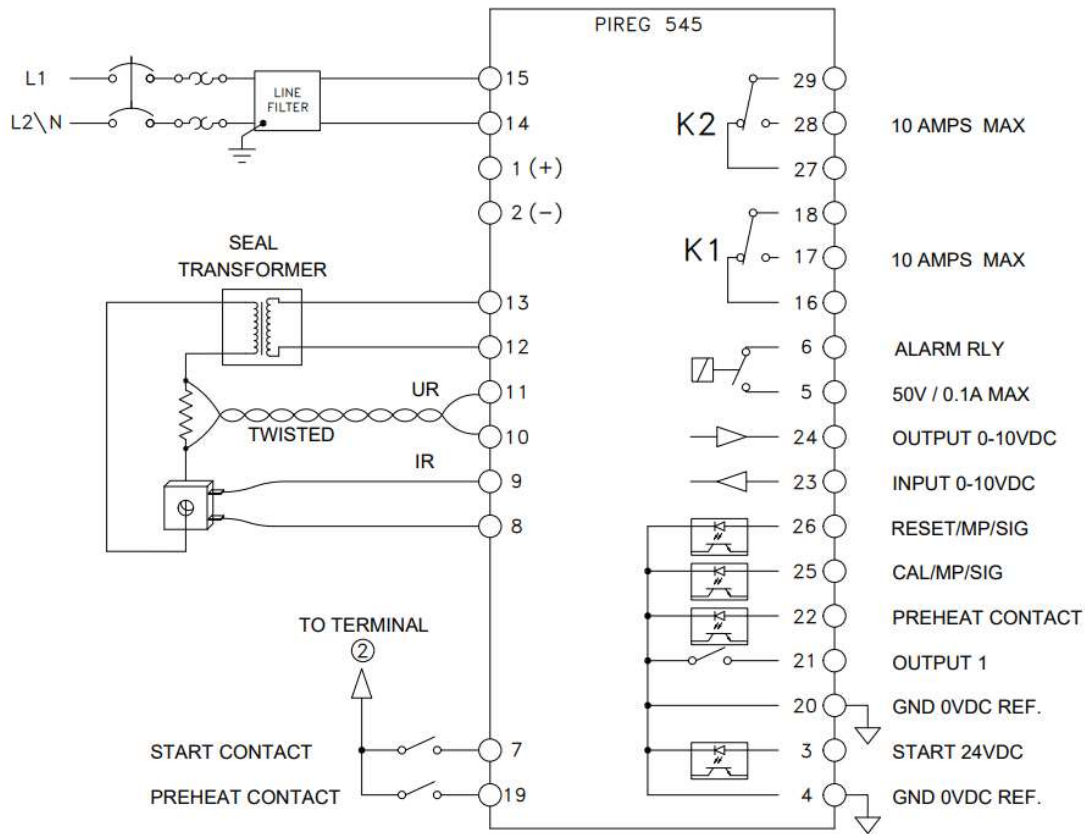 PIREG 545
L1
L2\N
LINE
FILTER
15
14
1 (+)
2 (−)
SEAL
TRANSFORMER
13
12
11
10
UR
TWISTED
IR
9
8
TO TERMINAL
2
START CONTACT
7
PREHEAT CONTACT
19
K2
29
28 10 AMPS MAX
27
K1
18
17 10 AMPS MAX
16
6 ALARM RLY
5 50V / 0.1A MAX
24 OUTPUT 0-10VDC
23 INPUT 0-10VDC
26 RESET/MP/SIG
25 CAL/MP/SIG
22 PREHEAT CONTACT
21 OUTPUT 1
20 GND 0VDC REF.
3 START 24VDC
4 GND 0VDC REF.